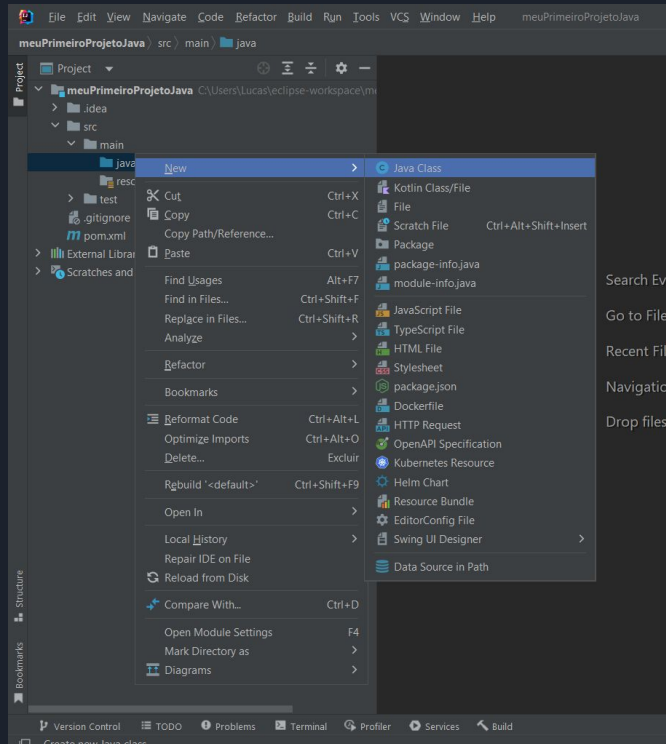 File Edit View Navigate Code Refactor Build Run Tools VCS Window Help meuPrimeiroProjetoJava
meuPrimeiroProjetoJava src main java
Project
Project
meuPrimeiroProjetoJava C:\Users\Lucas\eclipse-workspace\m
.idea
src
main
java
reso
test
.gitignore
pom.xml
External Librar
Scratches and
New
Cut Ctrl+X
Copy Ctrl+C
Copy Path/Reference...
Paste Ctrl+V
Find Usages Alt+F7
Find in Files... Ctrl+Shift+F
Replace in Files... Ctrl+Shift+R
Analyze
Refactor
Bookmarks
Reformat Code Ctrl+Alt+L
Optimize Imports Ctrl+Alt+O
Delete... Excluir
Rebuild '<default>' Ctrl+Shift+F9
Open In
Local History
Repair IDE on File
Reload from Disk
Compare With... Ctrl+D
Open Module Settings F4
Mark Directory as
Diagrams
Java Class
Kotlin Class/File
File
Scratch File Ctrl+Alt+Shift+Insert
Package
package-info.java
module-info.java
JavaScript File
TypeScript File
HTML File
Stylesheet
package.json
Dockerfile
HTTP Request
OpenAPI Specification
Kubernetes Resource
Helm Chart
Resource Bundle
EditorConfig File
Swing UI Designer
Data Source in Path
Search Ev
Go to File
Recent Fil
Navigatio
Drop files
Structure
Bookmarks
Version Control TODO Problems Terminal Profiler Services Build
Create new Java class